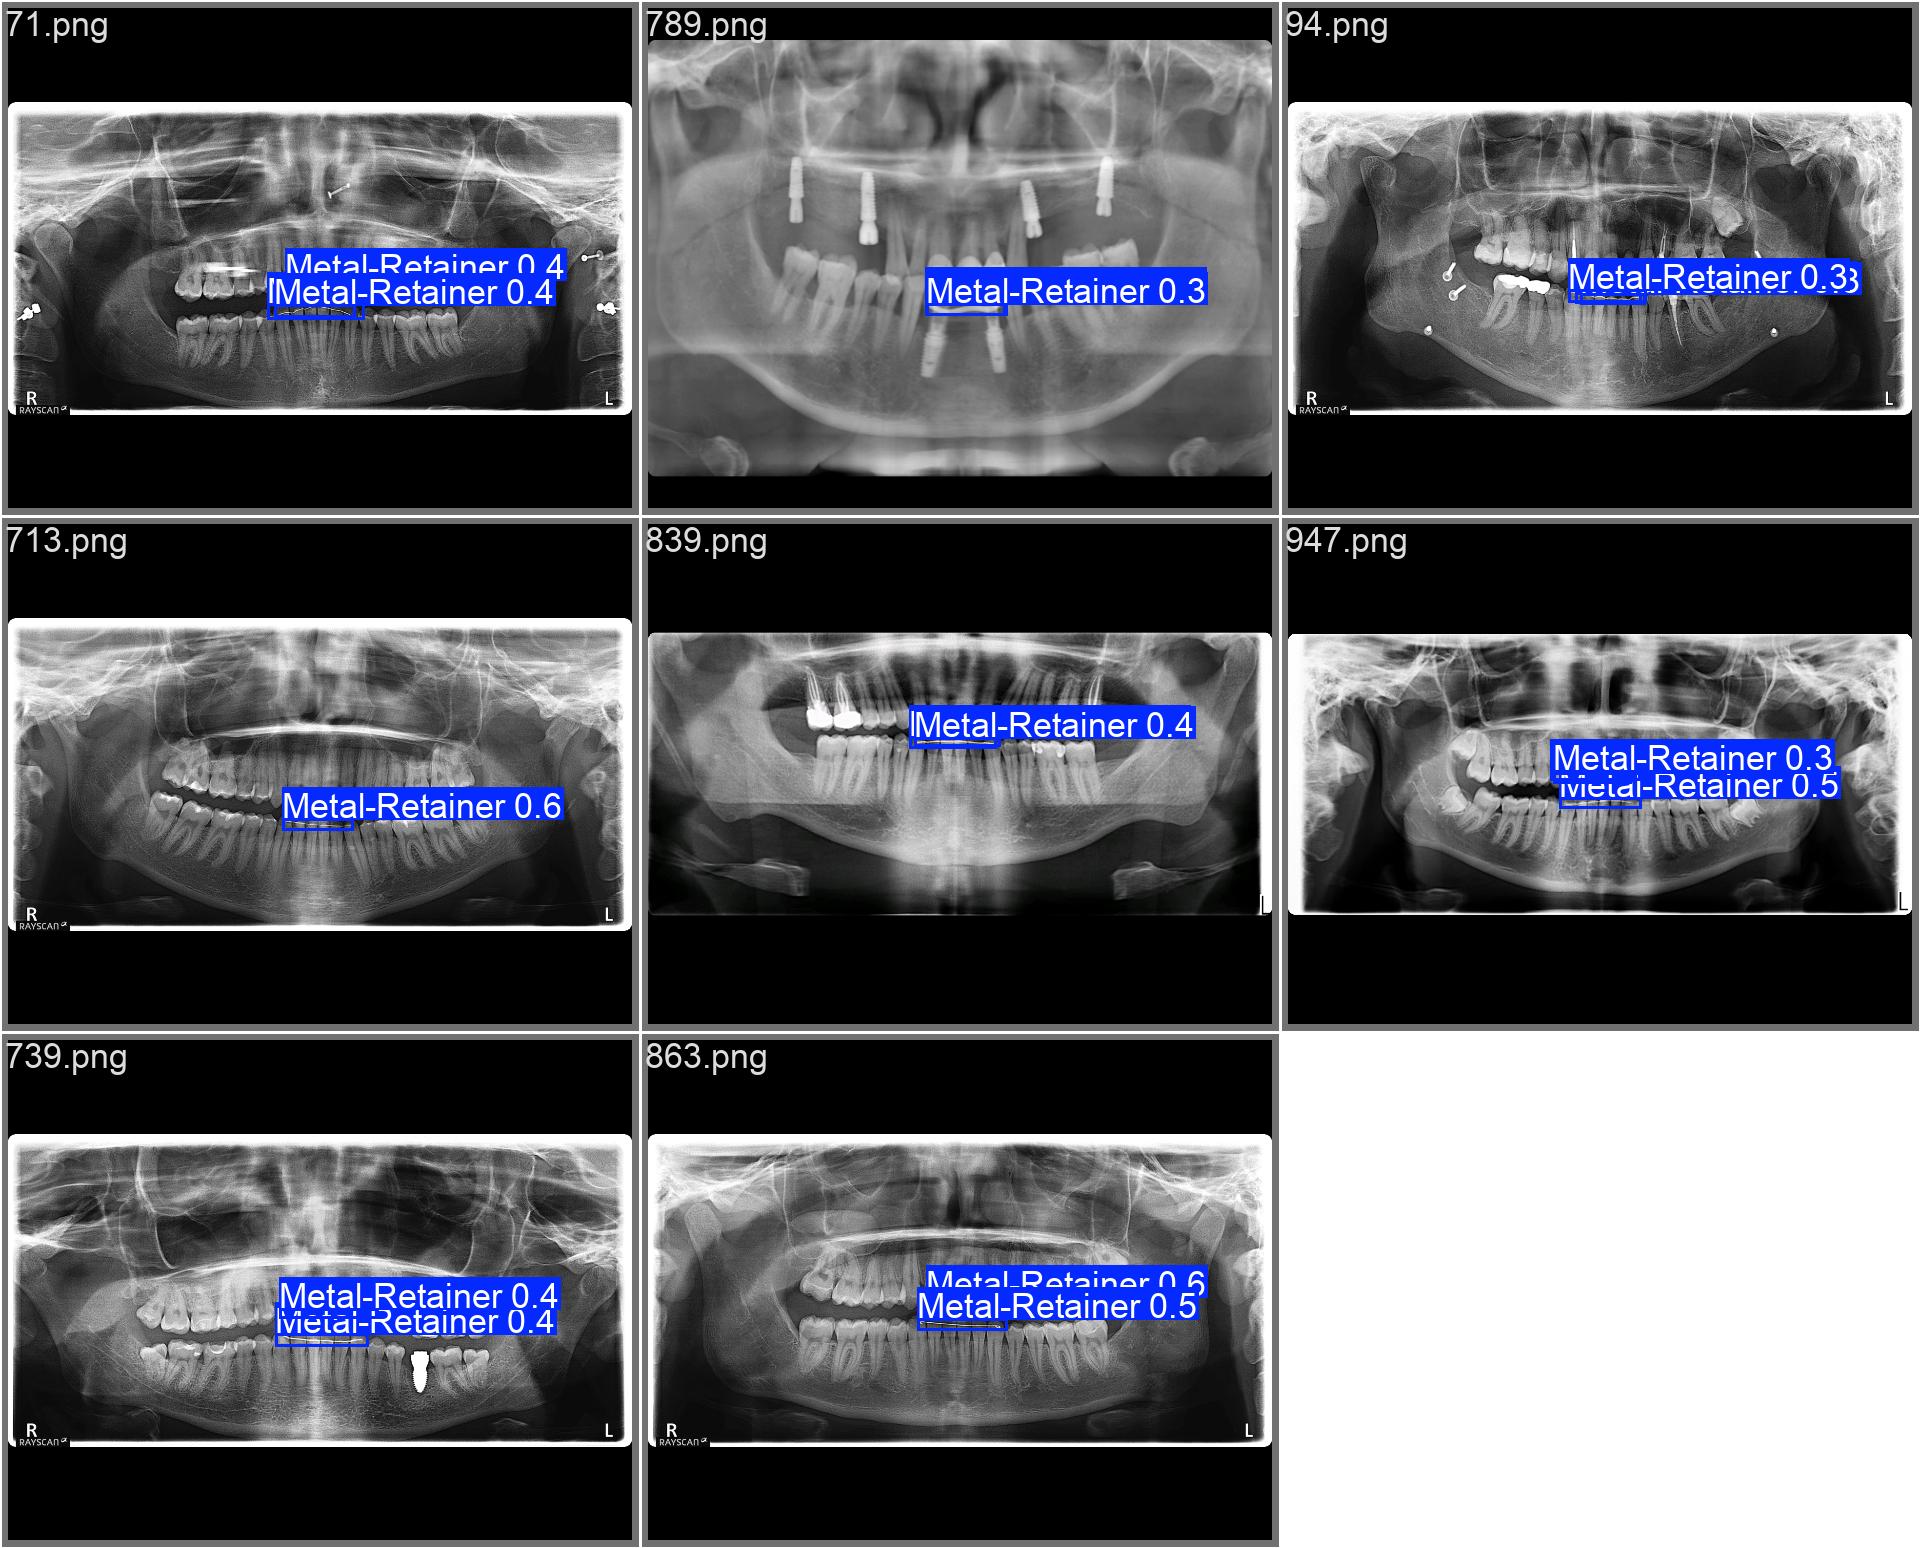 71.png
Metal-Retainer 0.4
Metal-Retainer 0.4
R
RAYSCAN α
L
789.png
Metal-Retainer 0.3
94.png
Metal-Retainer 0.3
R
RAYSCAN α
L
713.png
Metal-Retainer 0.6
R
RAYSCAN α
L
839.png
Metal-Retainer 0.4
L
947.png
Metal-Retainer 0.3
Metal-Retainer 0.5
L
739.png
Metal-Retainer 0.4
Metal-Retainer 0.4
R
RAYSCAN α
L
863.png
Metal-Retainer 0.6
Metal-Retainer 0.5
R
RAYSCAN α
L